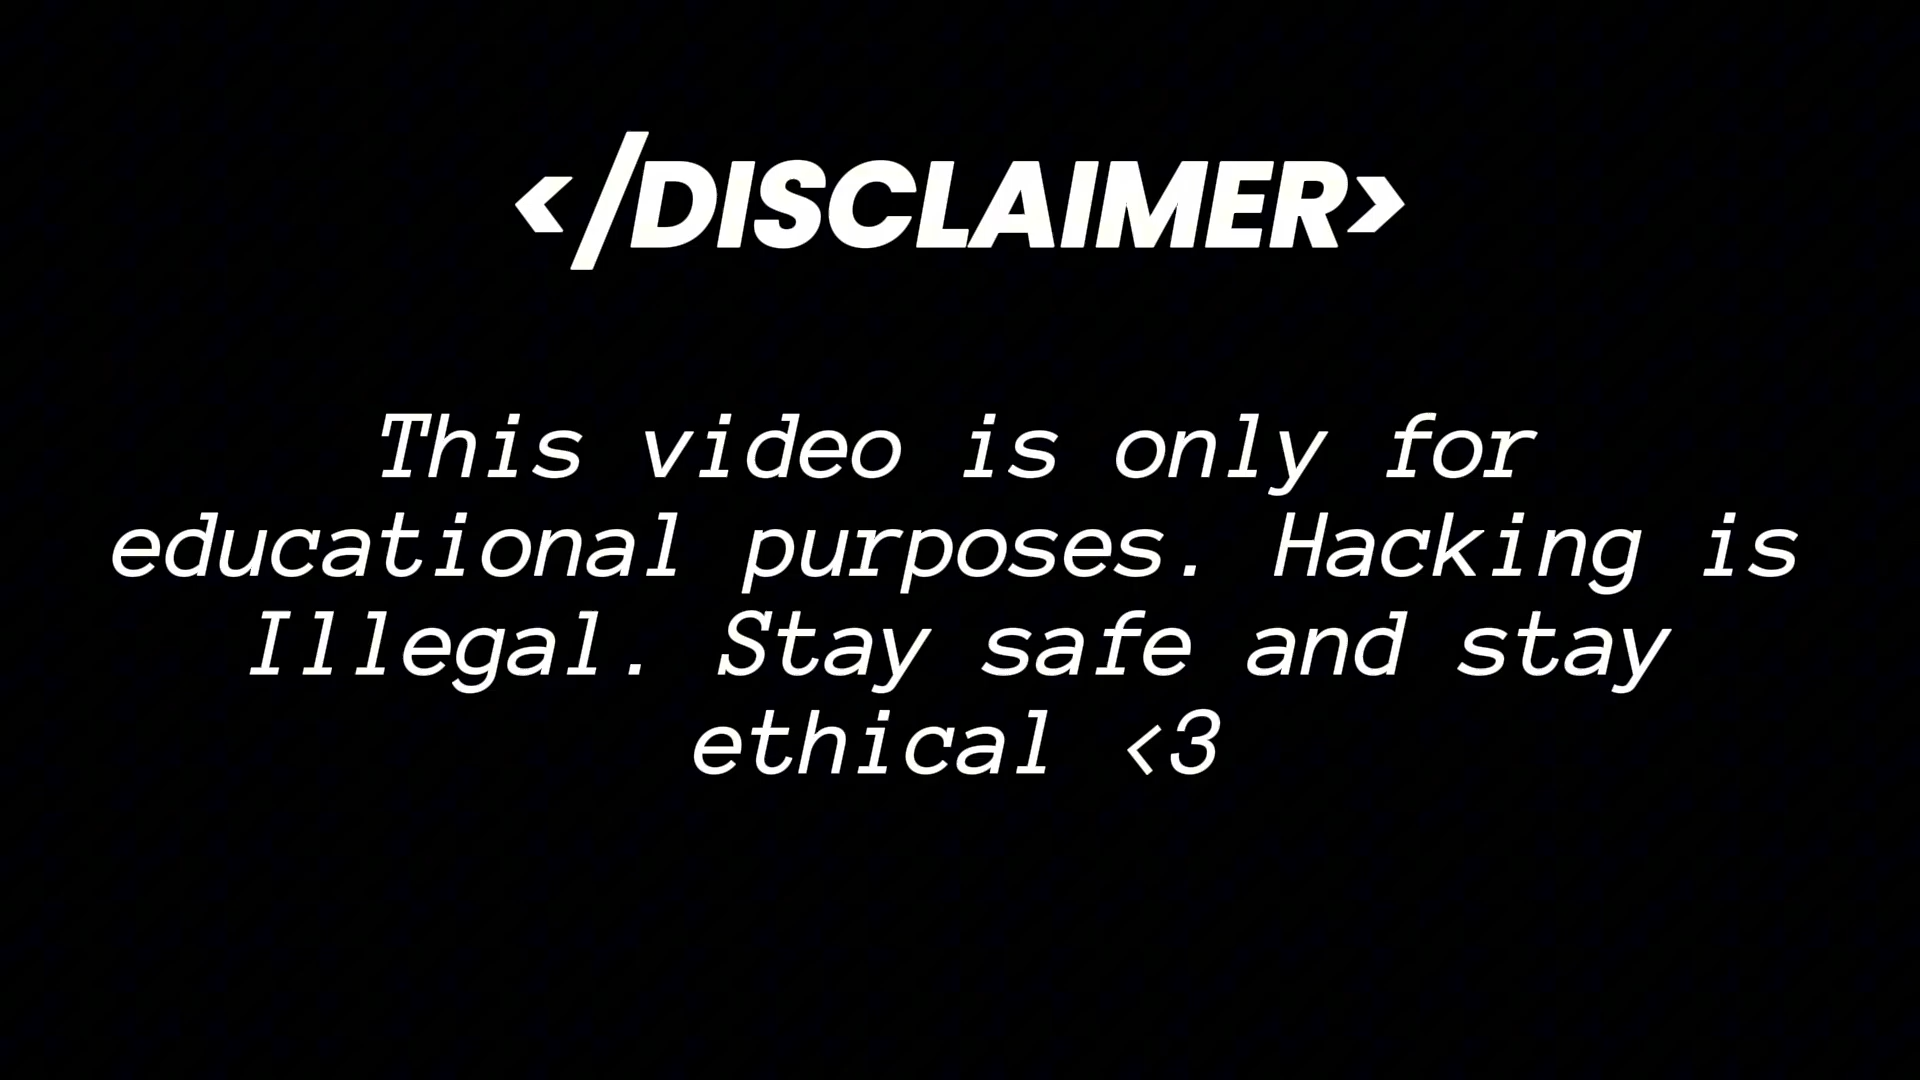 </DISCLAIMER>
This video is only for
educational purposes. Hacking is
Illegal. Stay safe and stay
ethical <3